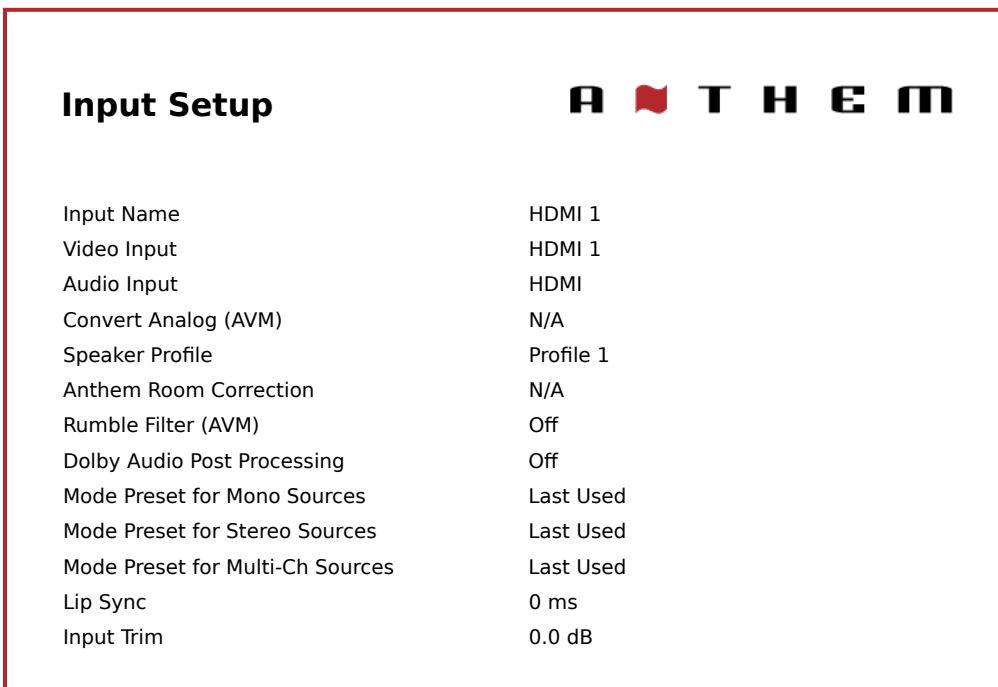 Input Setup
ANTHEM
Input Name HDMI 1
Video Input HDMI 1
Audio Input HDMI
Convert Analog (AVM) N/A
Speaker Profile Profile 1
Anthem Room Correction N/A
Rumble Filter (AVM) Off
Dolby Audio Post Processing Off
Mode Preset for Mono Sources Last Used
Mode Preset for Stereo Sources Last Used
Mode Preset for Multi-Ch Sources Last Used
Lip Sync 0 ms
Input Trim 0.0 dB